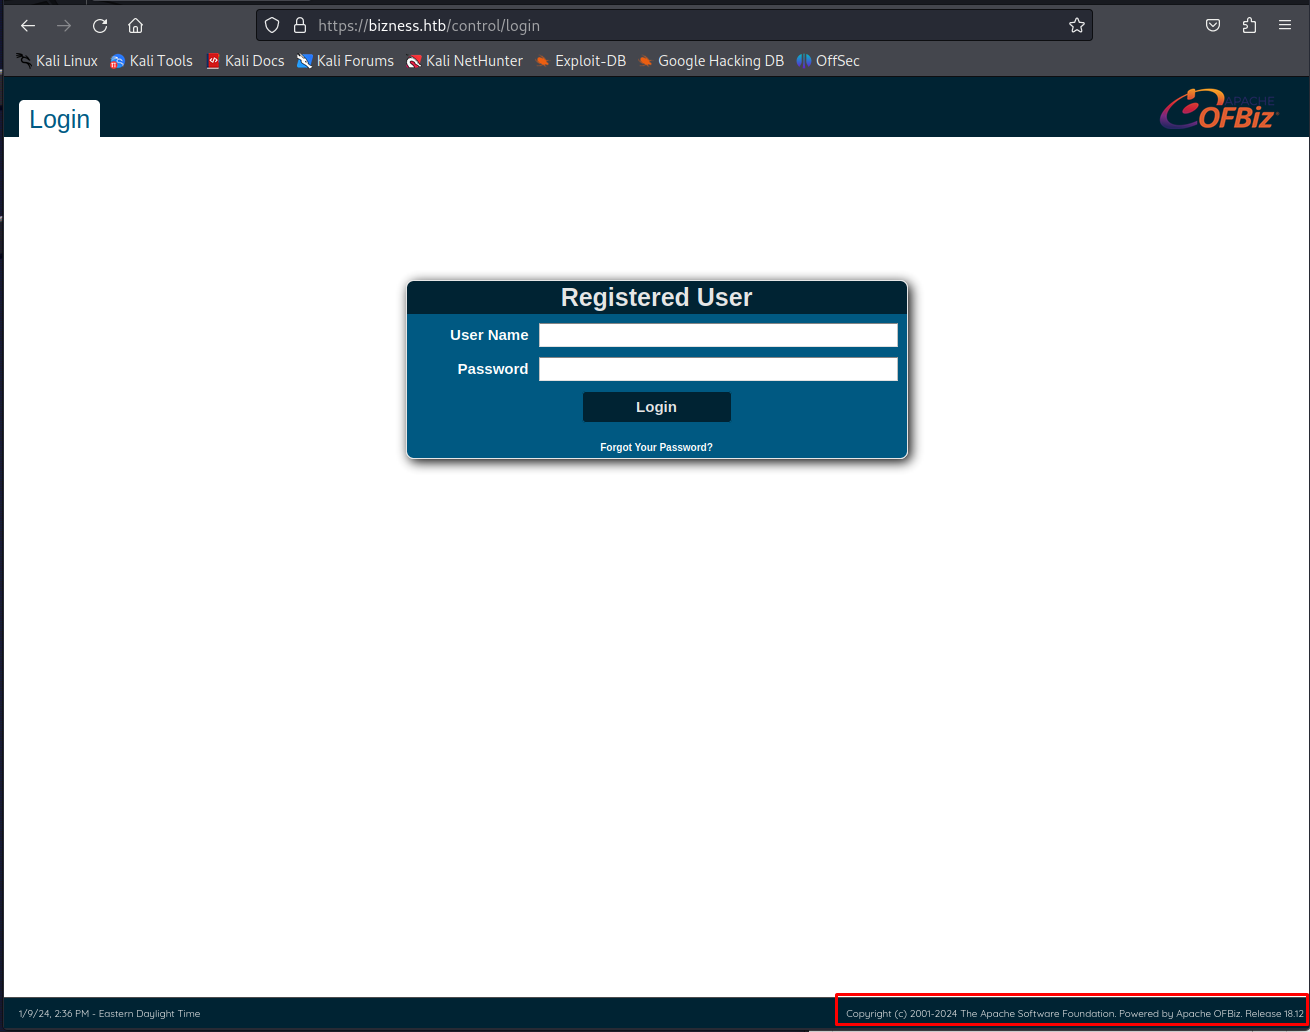 https://bizness.htb/control/login
Kali Linux Kali Tools Kali Docs Kali Forums Kali NetHunter Exploit-DB Google Hacking DB OffSec
Login
APACHE
OFBiz
Registered User
User Name
Password
Login
Forgot Your Password?
1/9/24, 2:36 PM - Eastern Daylight Time
Copyright (c) 2001-2024 The Apache Software Foundation. Powered by Apache OFBiz. Release 18.12